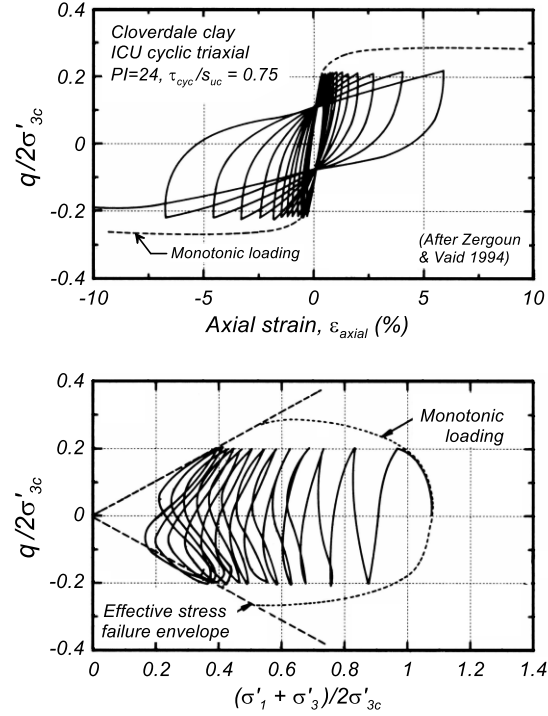 0.4
0.2
0
-0.2
-0.4
q/2σ'3c
Cloverdale clay
ICU cyclic triaxial
PI=24, τcyc/suc = 0.75
Monotonic loading
(After Zergoun
& Vaid 1994)
-10 -5 0 5 10
Axial strain, εaxial (%)
0.4
0.2
0
-0.2
-0.4
q/2σ'3c
Monotonic
loading
Effective stress
failure envelope
0 0.2 0.4 0.6 0.8 1 1.2 1.4
(σ'1 + σ'3)/2σ'3c